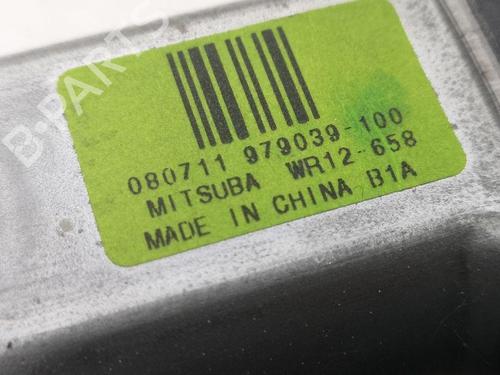 B-PARTS
080711 979039-100
MITSUBA WR12-658
MADE IN CHINA B1A